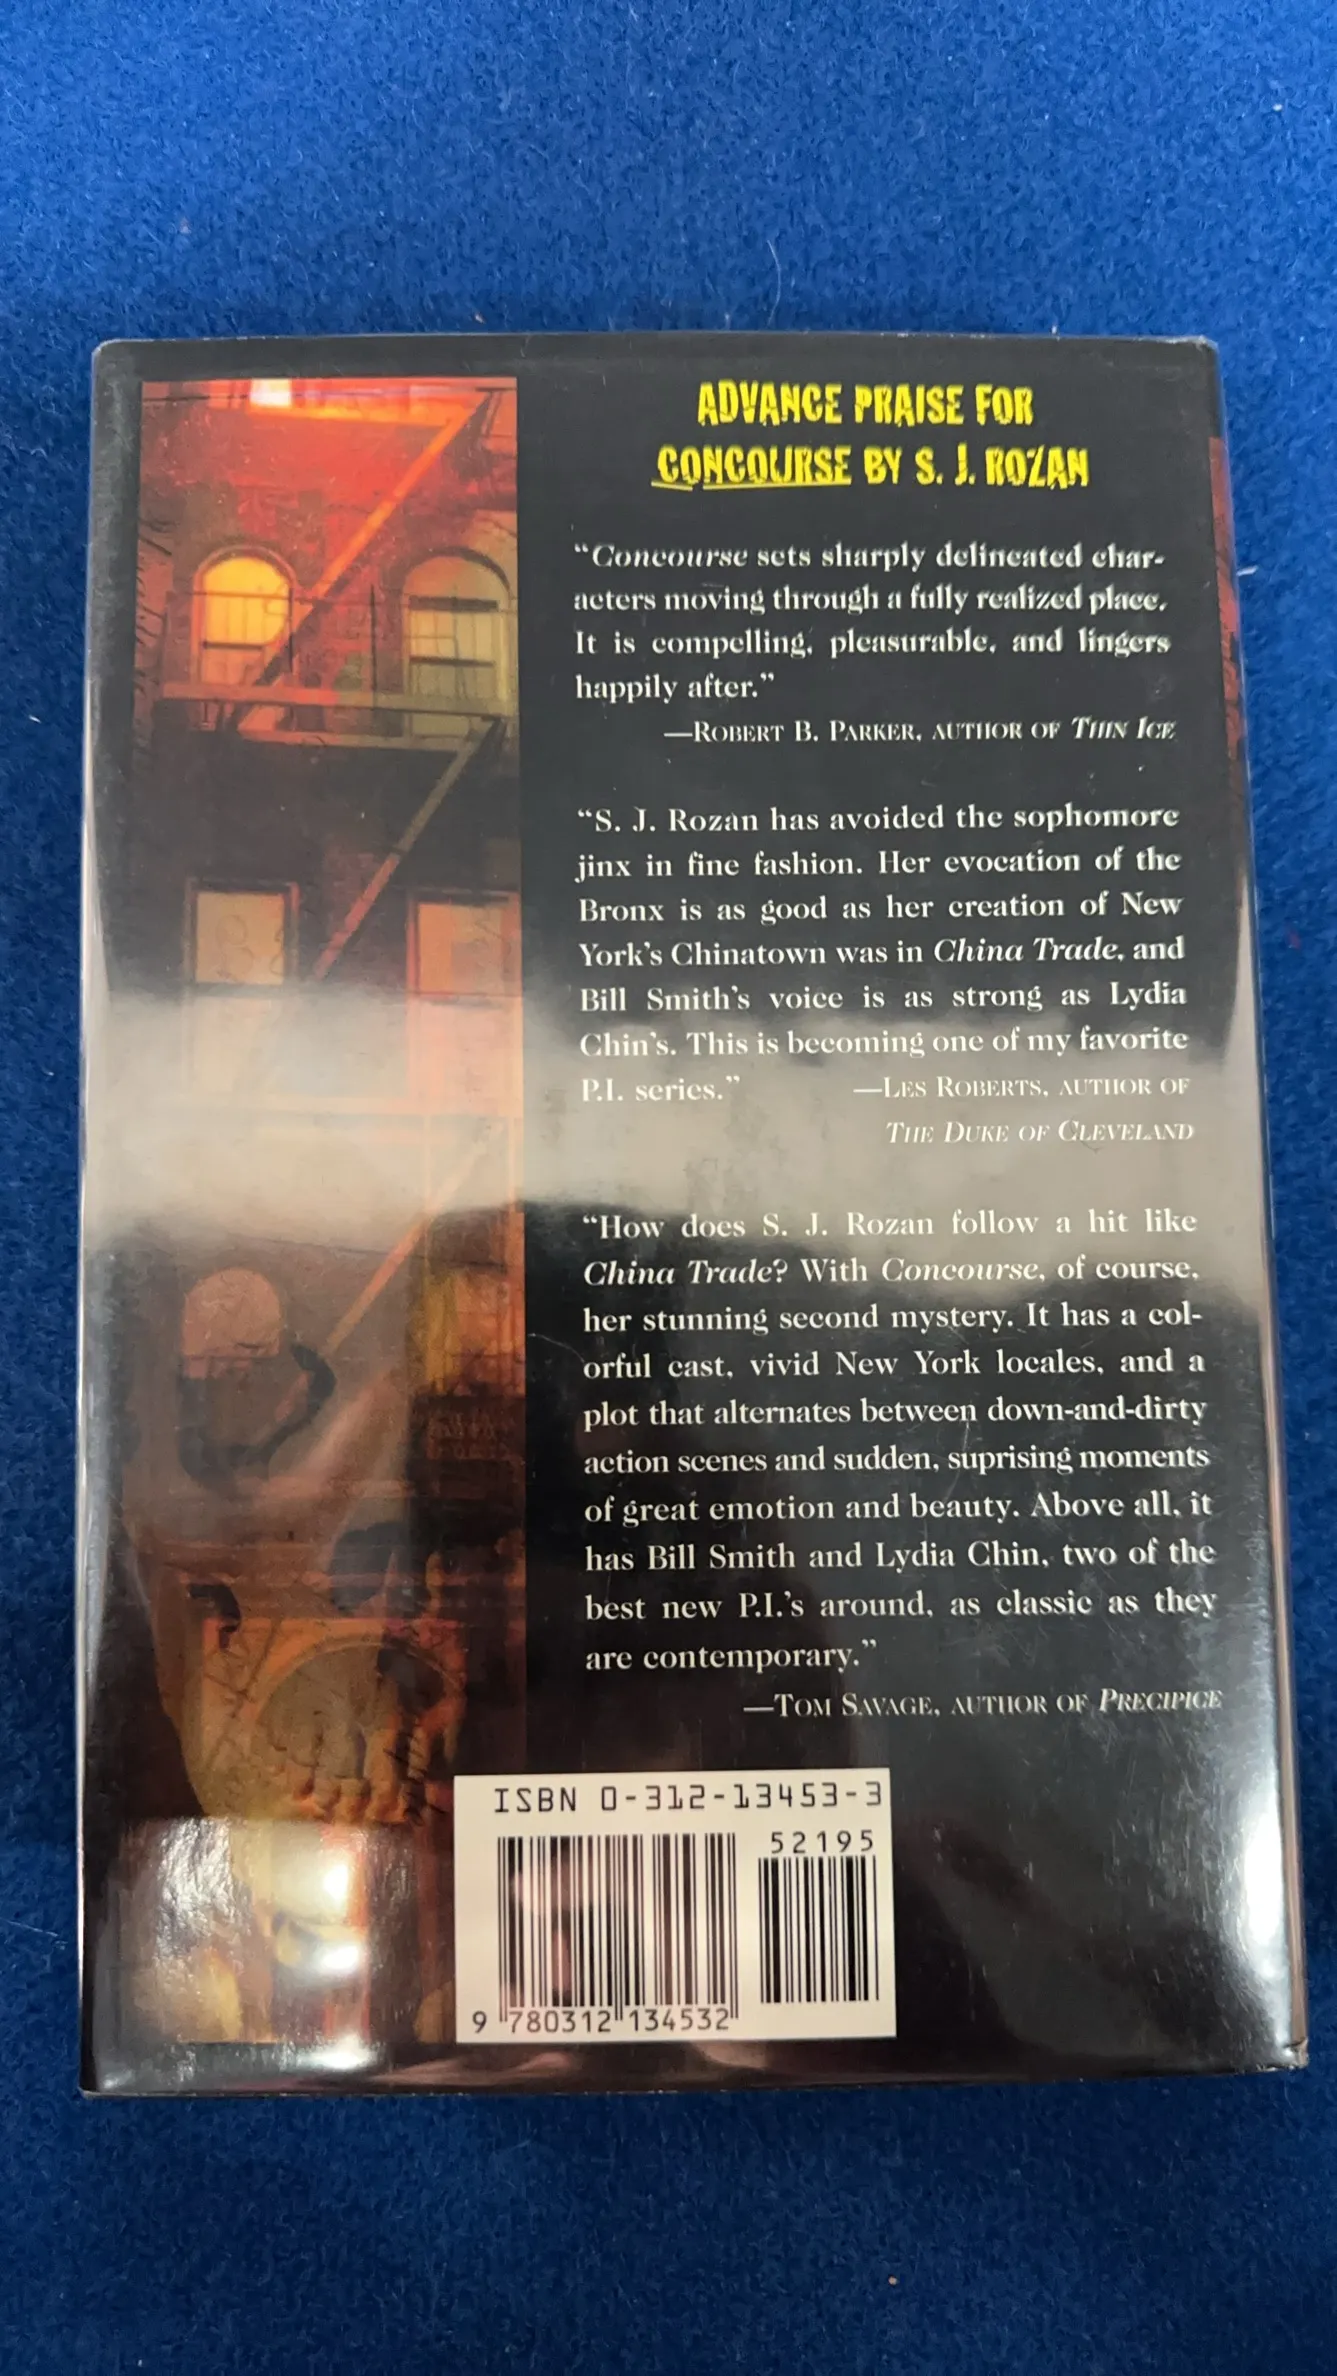 ADVANCE PRAISE FOR
CONCOURSE BY S. J. ROZAN
“Concourse sets sharply delineated char-
acters moving through a fully realized place.
It is compelling, pleasurable, and lingers
happily after.”
—ROBERT B. PARKER, AUTHOR OF THIN ICE
“S. J. Rozan has avoided the sophomore
jinx in fine fashion. Her evocation of the
Bronx is as good as her creation of New
York’s Chinatown was in China Trade, and
Bill Smith’s voice is as strong as Lydia
Chin’s. This is becoming one of my favorite
P.I. series.” —LES ROBERTS, AUTHOR OF
THE DUKE OF CLEVELAND
“How does S. J. Rozan follow a hit like
China Trade? With Concourse, of course,
her stunning second mystery. It has a col-
orful cast, vivid New York locales, and a
plot that alternates between down-and-dirty
action scenes and sudden, suprising moments
of great emotion and beauty. Above all, it
has Bill Smith and Lydia Chin, two of the
best new P.I.’s around, as classic as they
are contemporary.”
—TOM SAVAGE, AUTHOR OF PRECIPICE
ISBN 0-312-13453-3
52195
9 780312 134532